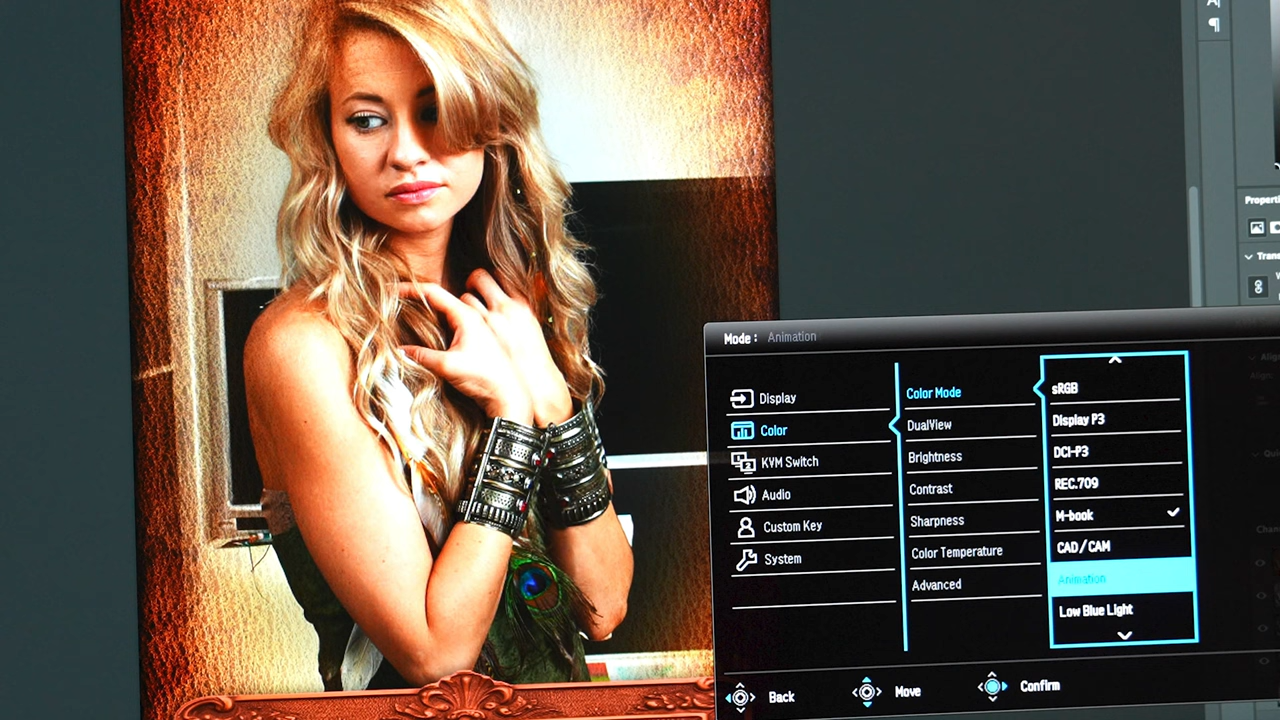 Properti
Mode: Animation
Display
Color
KVM Switch
Audio
Custom Key
System
Color Mode
DualView
Brightness
Contrast
Sharpness
Color Temperature
Advanced
sRGB
Display P3
DCI-P3
REC.709
M-book
CAD/CAM
Animation
Low Blue Light
Back
Move
Confirm